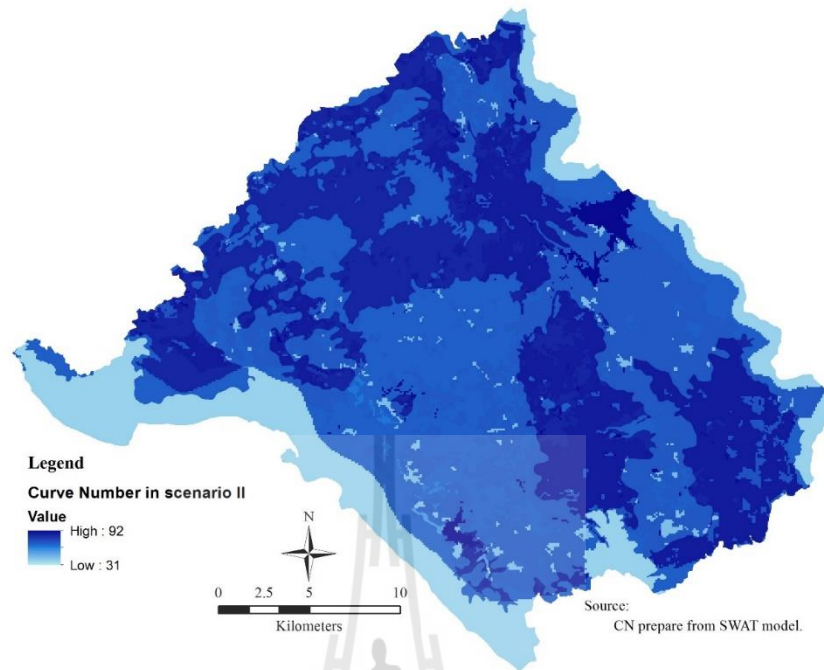 Legend
Curve Number in scenario II
Value
High : 92
Low : 31
N
0 2.5 5 10
Kilometers
Source:
CN prepare from SWAT model.